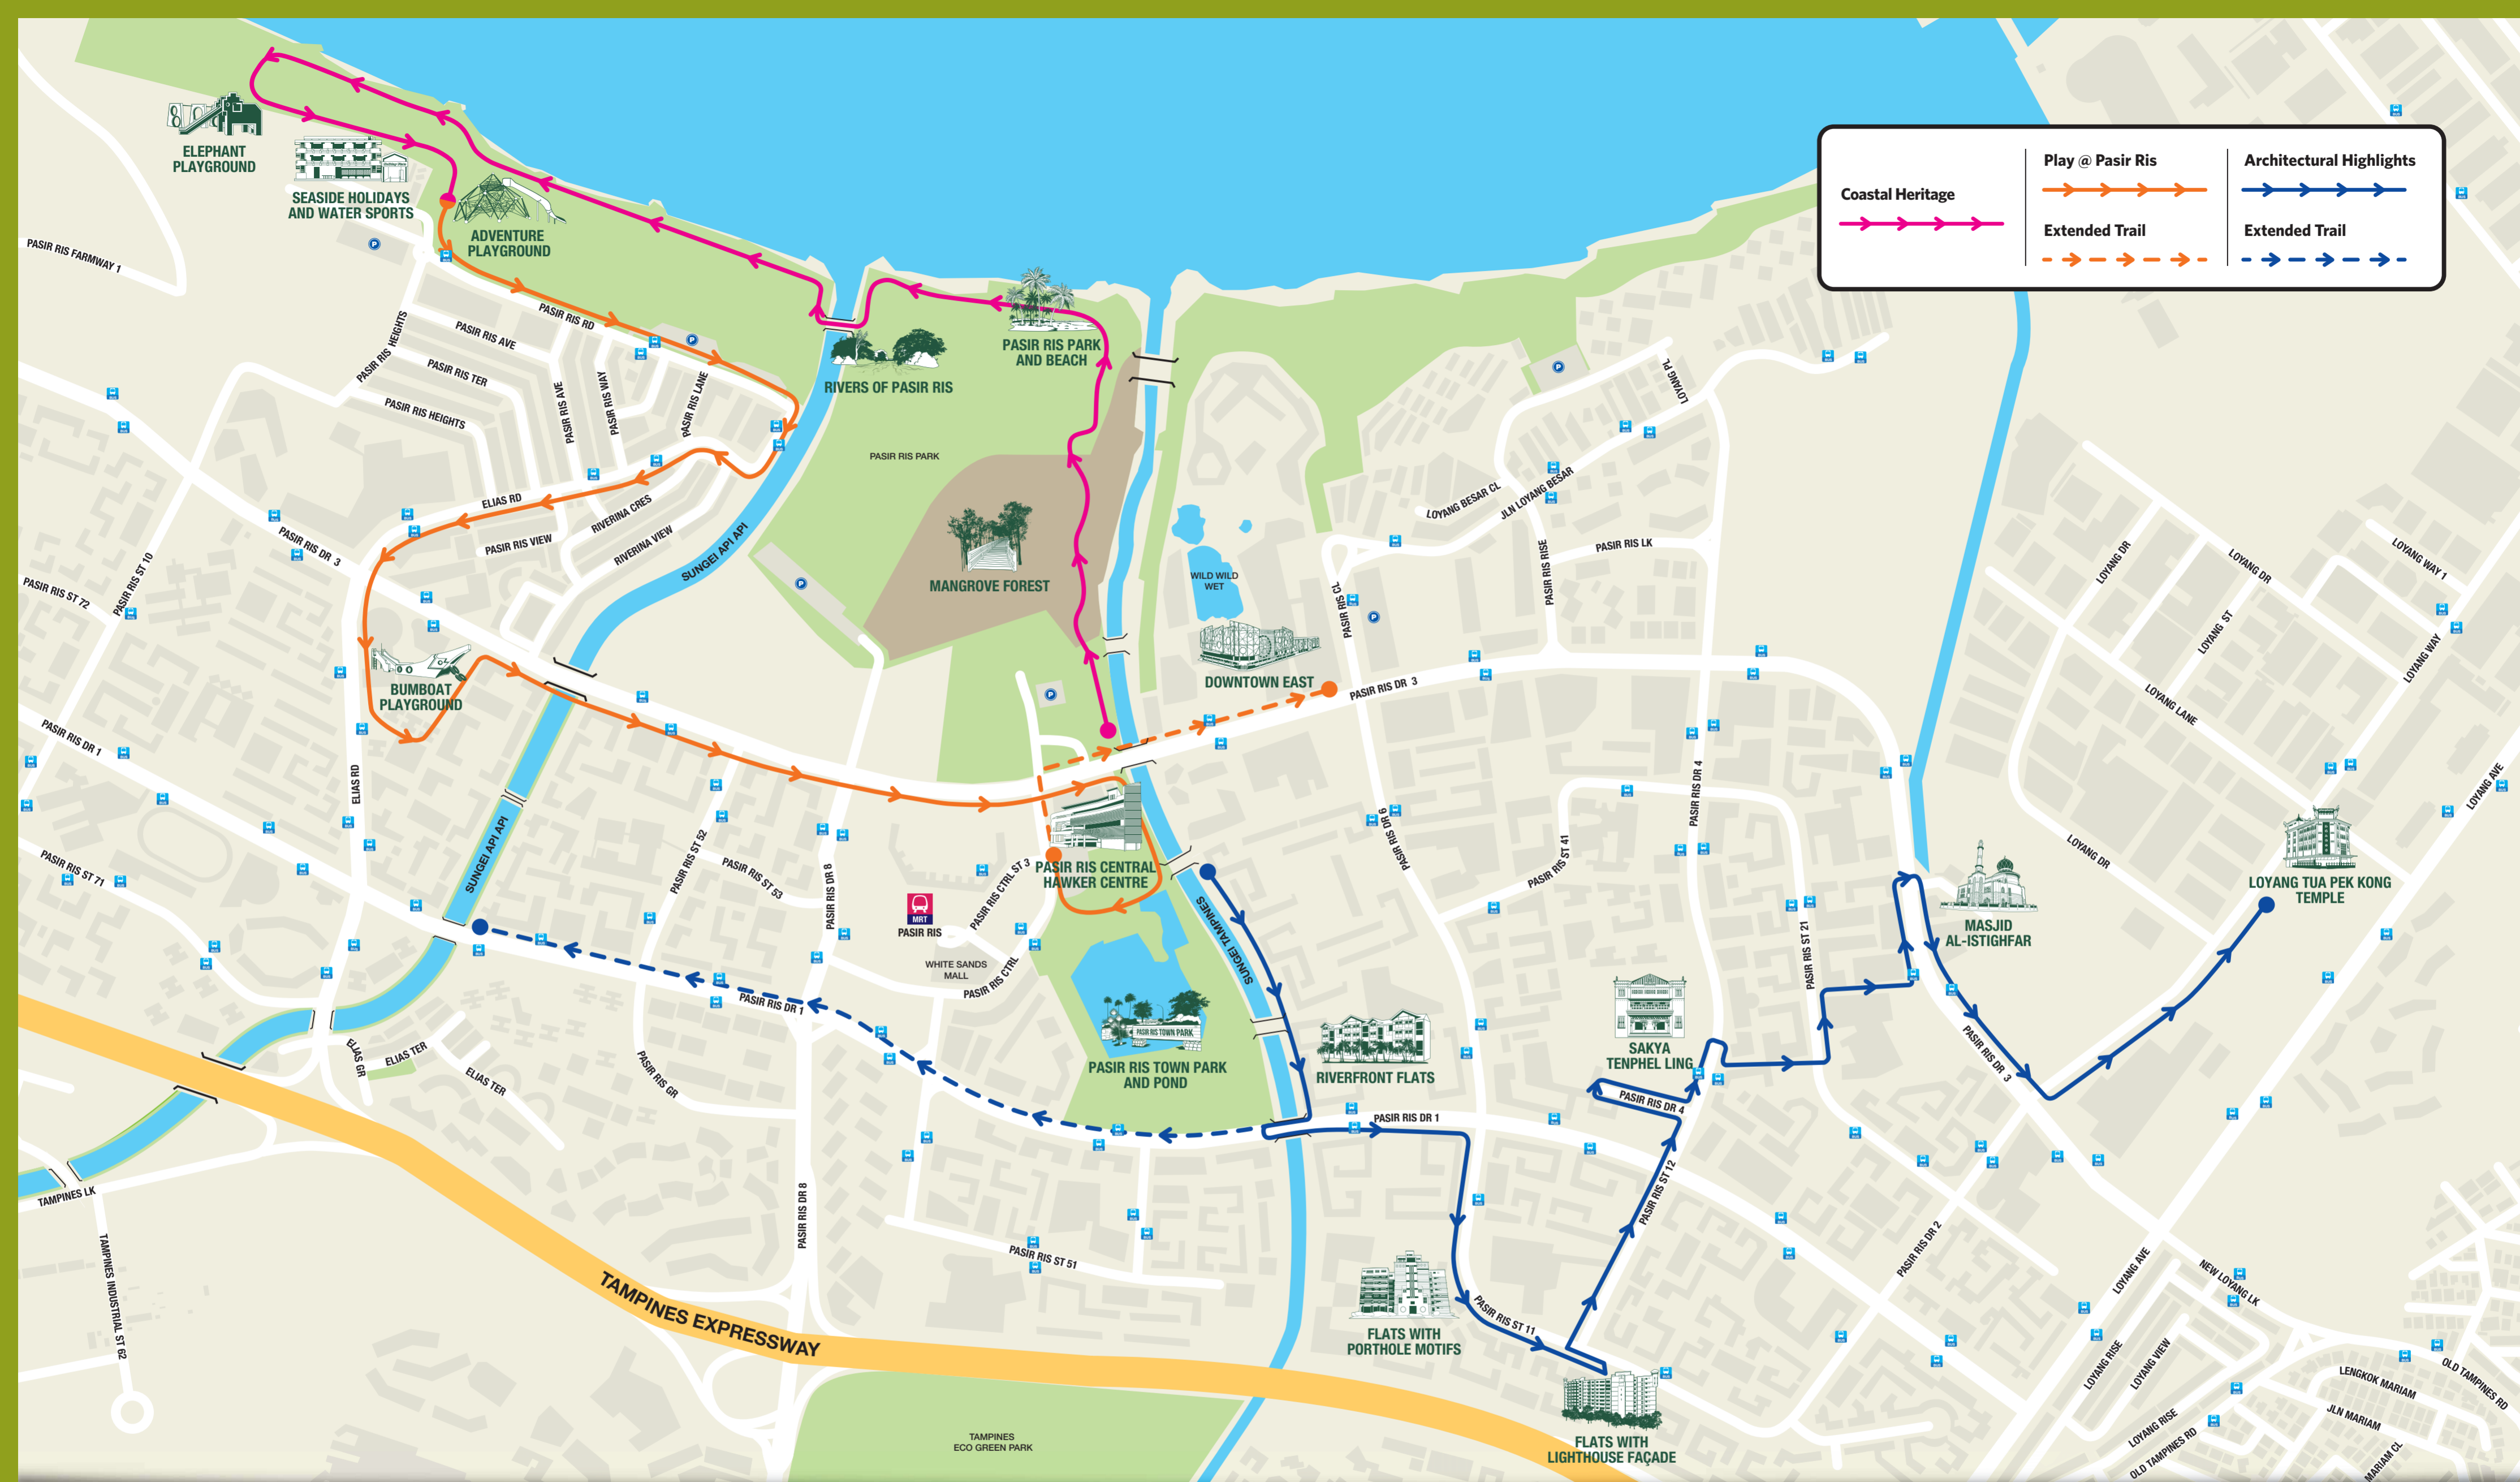 Coastal Heritage
Play @ Pasir Ris
Extended Trail
Architectural Highlights
Extended Trail
ELEPHANT
PLAYGROUND
SEASIDE HOLIDAYS
AND WATER SPORTS
ADVENTURE
PLAYGROUND
PASIR RIS FARMWAY 1
PASIR RIS RD
PASIR RIS HEIGHTS
PASIR RIS AVE
PASIR RIS TER
PASIR RIS HEIGHTS
PASIR RIS AVE
PASIR RIS WAY
PASIR RIS LANE
RIVERS OF PASIR RIS
PASIR RIS PARK
AND BEACH
PASIR RIS PARK
MANGROVE FOREST
LOYANG PL
LOYANG BESAR CL
JLN LOYANG BESAR
PASIR RIS RISE
PASIR RIS LK
PASIR RIS CL
WILD WILD
WET
DOWNTOWN EAST
PASIR RIS DR 3
ELIAS RD
PASIR RIS VIEW
RIVERINA CRES
RIVERINA VIEW
SUNGEI API API
PASIR RIS DR 3
PASIR RIS ST 10
PASIR RIS ST 72
BUMBOAT
PLAYGROUND
PASIR RIS DR 1
PASIR RIS ST 71
ELIAS RD
SUNGEI API API
PASIR RIS ST 52
PASIR RIS ST 53
PASIR RIS DR 8
MRT
PASIR RIS
PASIR RIS CTRL ST 3
PASIR RIS CENTRAL
HAWKER CENTRE
WHITE SANDS
MALL
PASIR RIS CTRL
SUNGEI TAMPINES
PASIR RIS TOWN PARK
PASIR RIS TOWN PARK
AND POND
RIVERFRONT FLATS
PASIR RIS DR 6
PASIR RIS ST 41
PASIR RIS DR 4
PASIR RIS ST 21
SAKYA
TENPHEL LING
PASIR RIS DR 4
PASIR RIS DR 1
PASIR RIS DR 1
MASJID
AL-ISTIGHFAR
LOYANG TUA PEK KONG
TEMPLE
PASIR RIS DR 3
LOYANG DR
LOYANG DR
LOYANG ST
LOYANG WAY 1
LOYANG WAY
LOYANG LANE
LOYANG AVE
LOYANG DR
ELIAS GR
ELIAS TER
ELIAS TER
PASIR RIS GR
PASIR RIS DR 8
PASIR RIS ST 51
TAMPINES LK
TAMPINES INDUSTRIAL ST 62
TAMPINES EXPRESSWAY
TAMPINES
ECO GREEN PARK
FLATS WITH
PORTHOLE MOTIFS
PASIR RIS ST 11
PASIR RIS ST 12
FLATS WITH
LIGHTHOUSE FAÇADE
PASIR RIS DR 2
LOYANG AVE
NEW LOYANG LK
LOYANG RISE
LOYANG VIEW
LOYANG RISE
OLD TAMPINES RD
LENGKOK MARIAM
JLN MARIAM
MARIAM CL
OLD TAMPINES RD